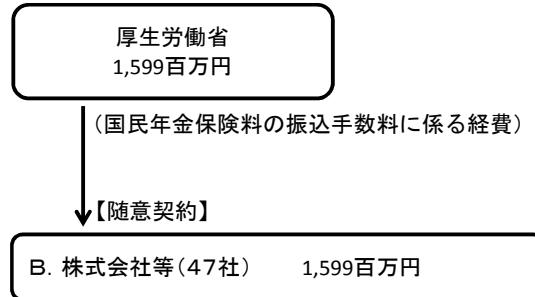 厚生労働省
1,599百万円
(国民年金保険料の振込手数料に係る経費)
【随意契約】
B. 株式会社等(47社) 1,599百万円